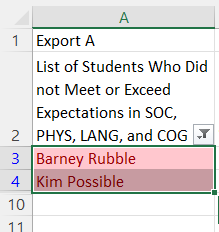 A
1 Export A
List of Students Who Did
not Meet or Exceed
Expectations in SOC,
2 PHYS, LANG, and COG
3 Barney Rubble
4 Kim Possible
10
11